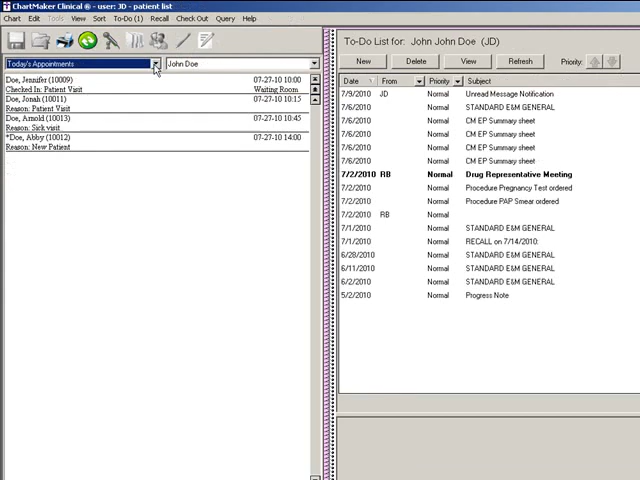 ChartMaker Clinical ® - user: JD - patient list
Chart Edit Tools View Sort To-Do (1) Recall Check Out Query Help
Today's Appointments John Doe
Doe, Jennifer (10009) 07-27-10 10:00
Checked In: Patient Visit Waiting Room
Doe, Jonah (10011) 07-27-10 10:15
Reason: Patient Visit
Doe, Arnold (10013) 07-27-10 10:45
Reason: Sick visit
*Doe, Abby (10012) 07-27-10 14:00
Reason: New Patient
To-Do List for: John John Doe (JD)
New Delete View Refresh Priority:
Date From Priority Subject
7/9/2010 JD Normal Unread Message Notification
7/6/2010 Normal STANDARD E&M GENERAL
7/6/2010 Normal CM EP Summary sheet
7/6/2010 Normal CM EP Summary sheet
7/6/2010 Normal CM EP Summary sheet
7/6/2010 Normal CM EP Summary sheet
7/2/2010 RB Normal Drug Representative Meeting
7/2/2010 Normal Procedure Pregnancy Test ordered
7/2/2010 Normal Procedure PAP Smear ordered
7/2/2010 RB Normal
7/1/2010 Normal STANDARD E&M GENERAL
7/1/2010 Normal RECALL on 7/14/2010:
6/28/2010 Normal STANDARD E&M GENERAL
6/11/2010 Normal STANDARD E&M GENERAL
6/2/2010 Normal STANDARD E&M GENERAL
5/2/2010 Normal Progress Note